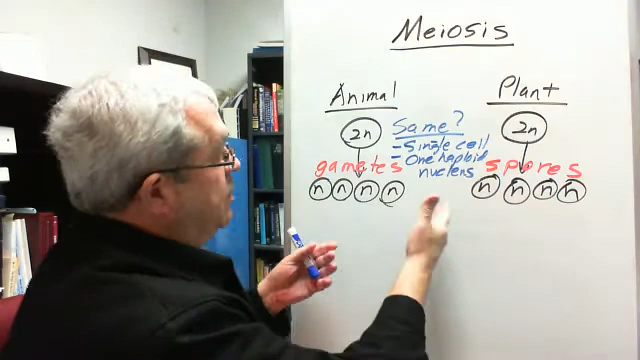 Meiosis
Animal
Plant
2n
Same?
2n
- Single cell
- One haploid
nucleus
gametes
spores
n n n n
n n n n